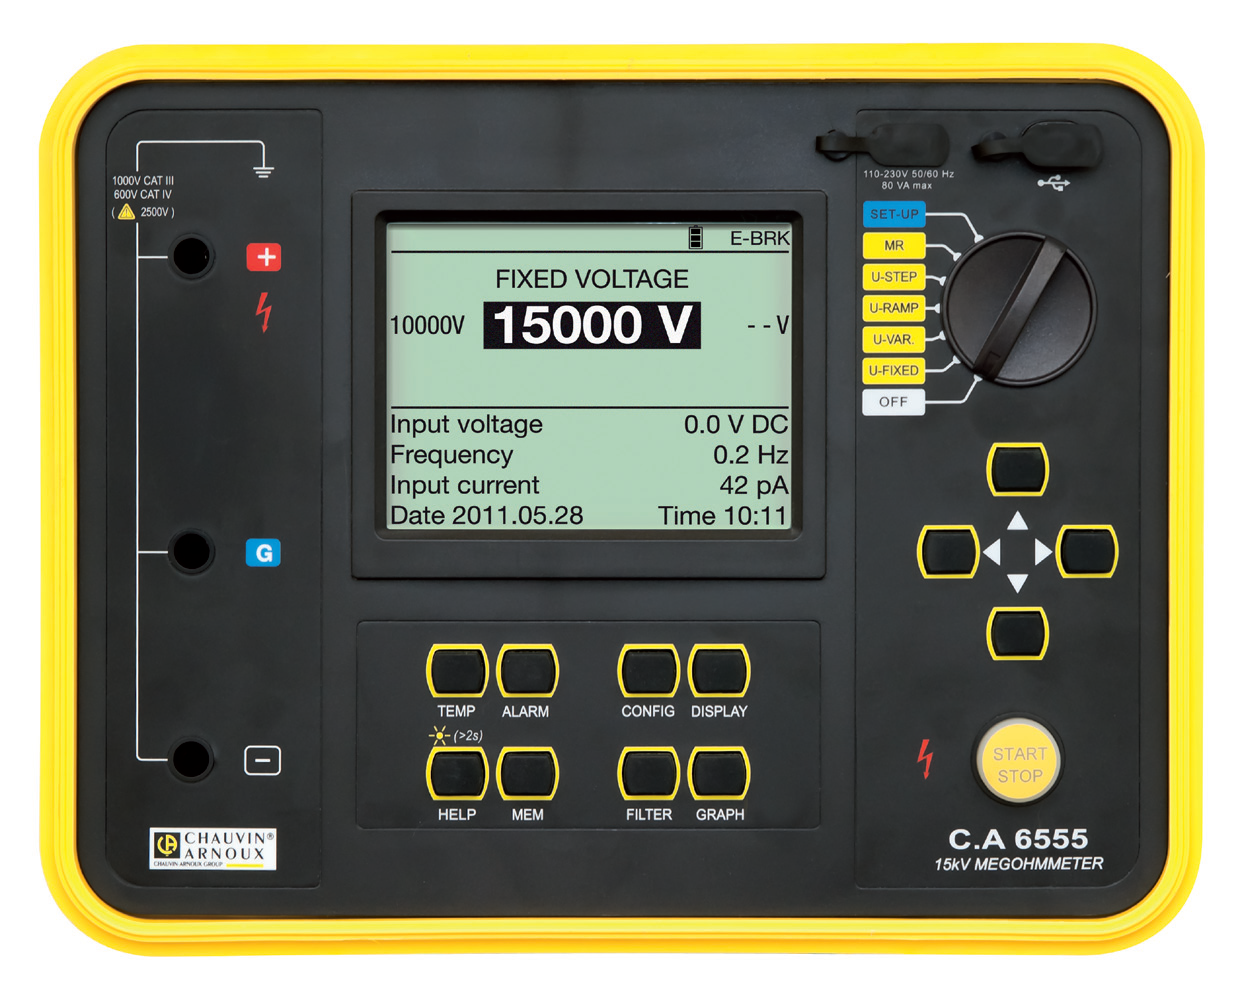 1000V CAT III
600V CAT IV
( ⚠ 2500V )
+
G
-
CHAUVIN®
ARNOUX
CHAUVIN ARNOUX GROUP
E-BRK
FIXED VOLTAGE
10000V 15000 V - - V
Input voltage 0.0 V DC
Frequency 0.2 Hz
Input current 42 pA
Date 2011.05.28 Time 10:11
TEMP ALARM CONFIG DISPLAY
(>2s)
HELP MEM FILTER GRAPH
110-230V 50/60 Hz
80 VA max
SET-UP
MR
U-STEP
U-RAMP
U-VAR.
U-FIXED
OFF
START
STOP
C.A 6555
15kV MEGOHMMETER